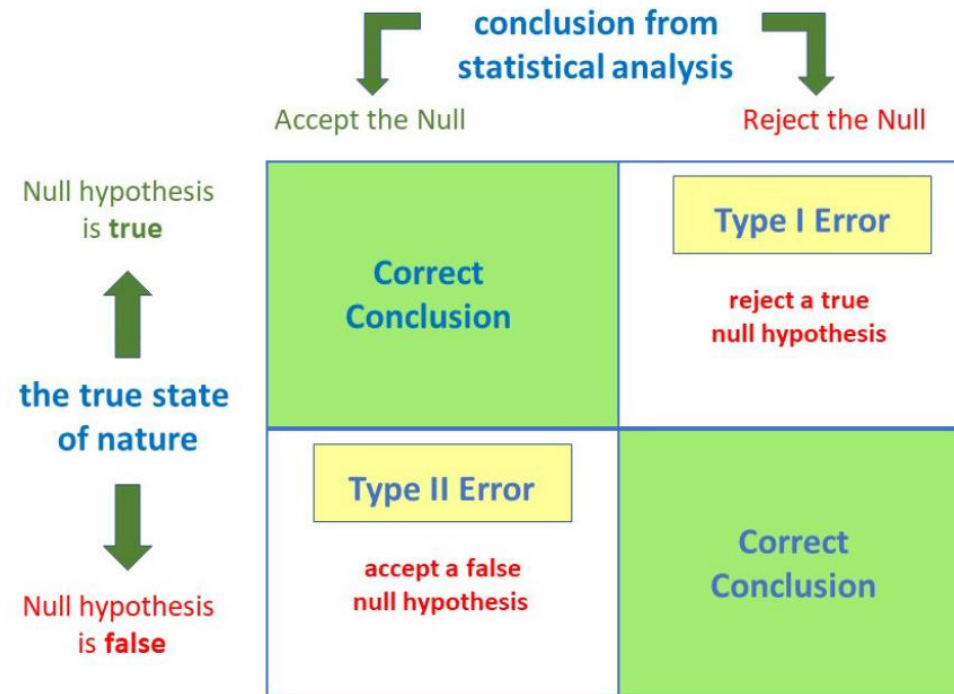 conclusion from
statistical analysis
Accept the Null
Reject the Null
Null hypothesis
is true
Correct
Conclusion
Type I Error
reject a true
null hypothesis
the true state
of nature
Null hypothesis
is false
Type II Error
accept a false
null hypothesis
Correct
Conclusion